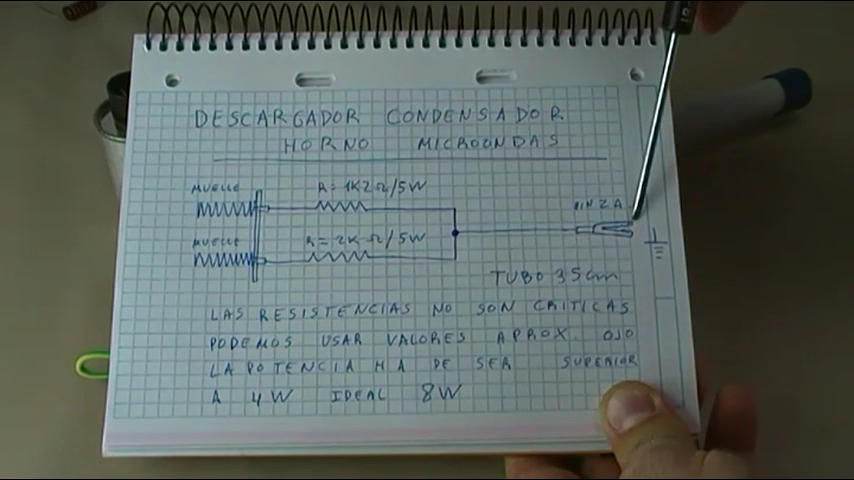 DESCARGADOR CONDENSADOR
HORNO MICROONDAS
MUELLE R=1K2Ω/5W
PINZA
MUELLE R=2KΩ/5W
TUBO 35cm
LAS RESISTENCIAS NO SON CRITICAS
PODEMOS USAR VALORES APROX. OJO
LA POTENCIA HA DE SER SUPERIOR
A 4W IDEAL 8W